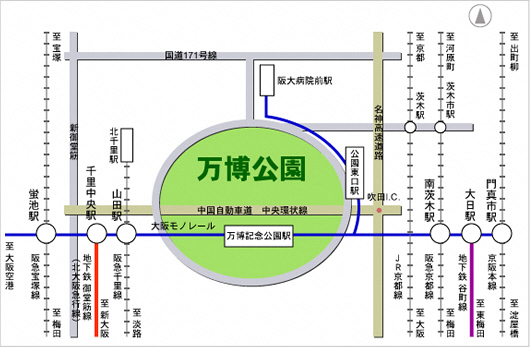 至宝塚
国道171号線
阪大病院前駅
至京都
至河原町
至出町柳
茨木駅
茨木市駅
新御堂筋
北千里駅
名神高速道路
万博公園
公園東口駅
吹田I.C.
蛍池駅
千里中央駅
山田駅
中国自動車道 中央環状線
大阪モノレール
万博記念公園駅
南茨木駅
大日駅
門真市駅
至大阪空港
阪急宝塚線
地下鉄 御堂筋線
(北大阪急行線)
阪急千里線
JR京都線
阪急京都線
地下鉄 谷町線
京阪本線
至梅田
至新大阪
至淡路
至大阪
至梅田
至東梅田
至淀屋橋